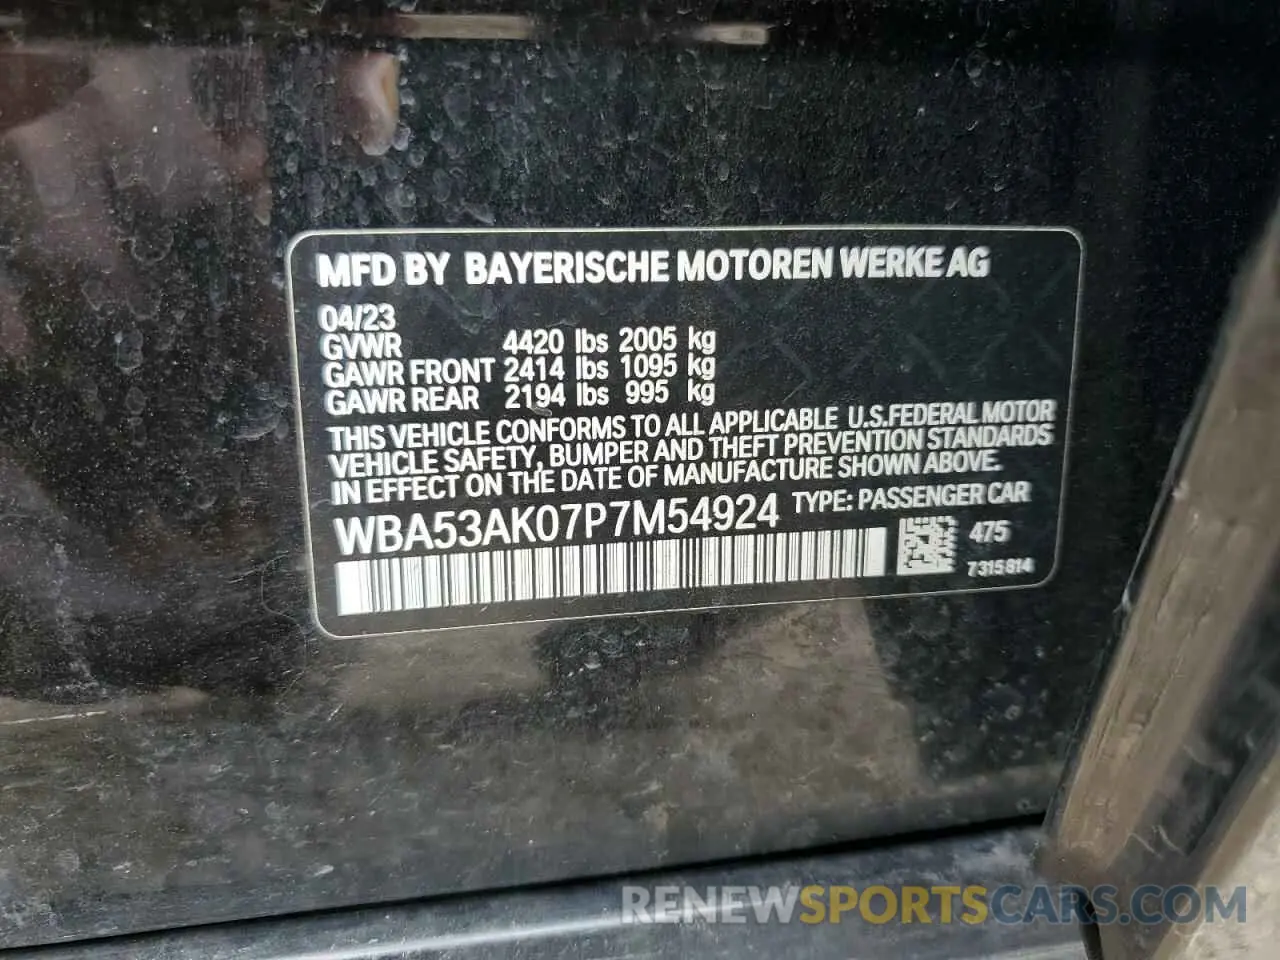 MFD BY BAYERISCHE MOTOREN WERKE AG
04/23
GVWR 4420 lbs 2005 kg
GAWR FRONT 2414 lbs 1095 kg
GAWR REAR 2194 lbs 995 kg
THIS VEHICLE CONFORMS TO ALL APPLICABLE U.S.FEDERAL MOTOR
VEHICLE SAFETY, BUMPER AND THEFT PREVENTION STANDARDS
IN EFFECT ON THE DATE OF MANUFACTURE SHOWN ABOVE.
WBA53AK07P7M54924 TYPE: PASSENGER CAR
475
7315814
RENEWSPORTSCARS.COM